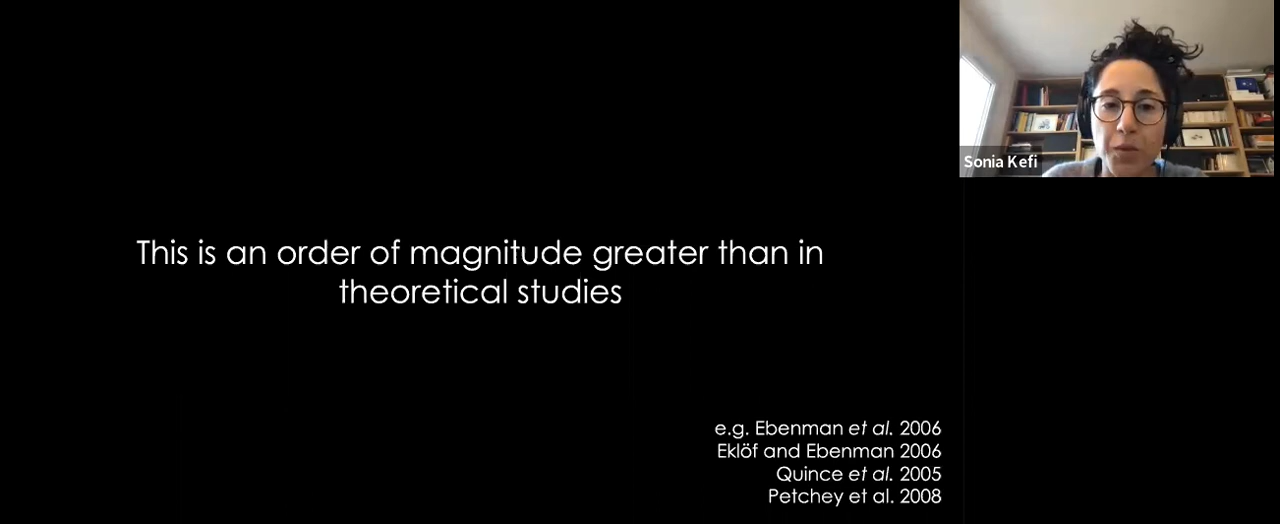 Sonia Kefi
This is an order of magnitude greater than in
theoretical studies
e.g. Ebenman et al. 2006
Eklöf and Ebenman 2006
Quince et al. 2005
Petchey et al. 2008